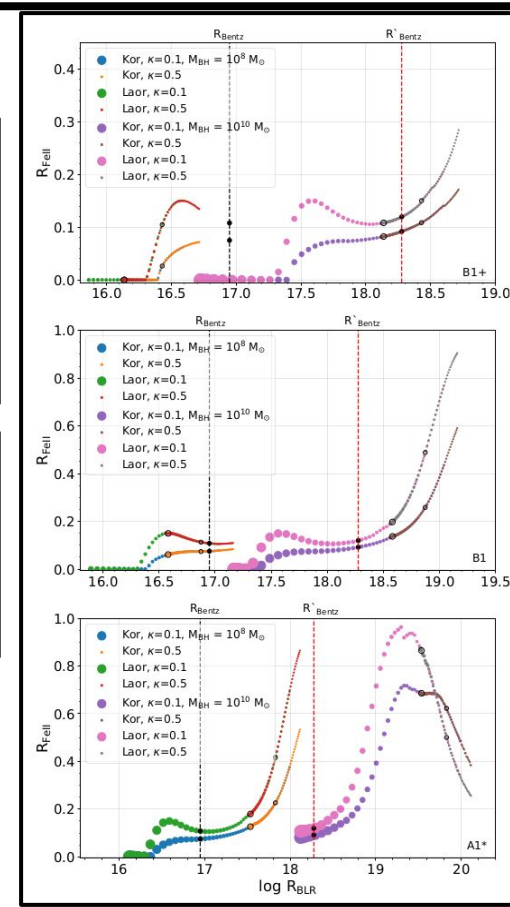 R_Bentz R`_Bentz
0.4
0.3
0.2
0.1
0.0
R_FeII
Kor, κ=0.1, M_BH = 10^8 M_⊙
Kor, κ=0.5
Laor, κ=0.1
Laor, κ=0.5
Kor, κ=0.1, M_BH = 10^10 M_⊙
Kor, κ=0.5
Laor, κ=0.1
Laor, κ=0.5
B1+
16.0 16.5 17.0 17.5 18.0 18.5 19.0
R_Bentz R`_Bentz
1.0
0.8
0.6
0.4
0.2
0.0
R_FeII
Kor, κ=0.1, M_BH = 10^8 M_⊙
Kor, κ=0.5
Laor, κ=0.1
Laor, κ=0.5
Kor, κ=0.1, M_BH = 10^10 M_⊙
Kor, κ=0.5
Laor, κ=0.1
Laor, κ=0.5
B1
16.0 16.5 17.0 17.5 18.0 18.5 19.0 19.5
R_Bentz R`_Bentz
1.0
0.8
0.6
0.4
0.2
0.0
R_FeII
Kor, κ=0.1, M_BH = 10^8 M_⊙
Kor, κ=0.5
Laor, κ=0.1
Laor, κ=0.5
Kor, κ=0.1, M_BH = 10^10 M_⊙
Kor, κ=0.5
Laor, κ=0.1
Laor, κ=0.5
A1*
16 17 18 19 20
log R_BLR